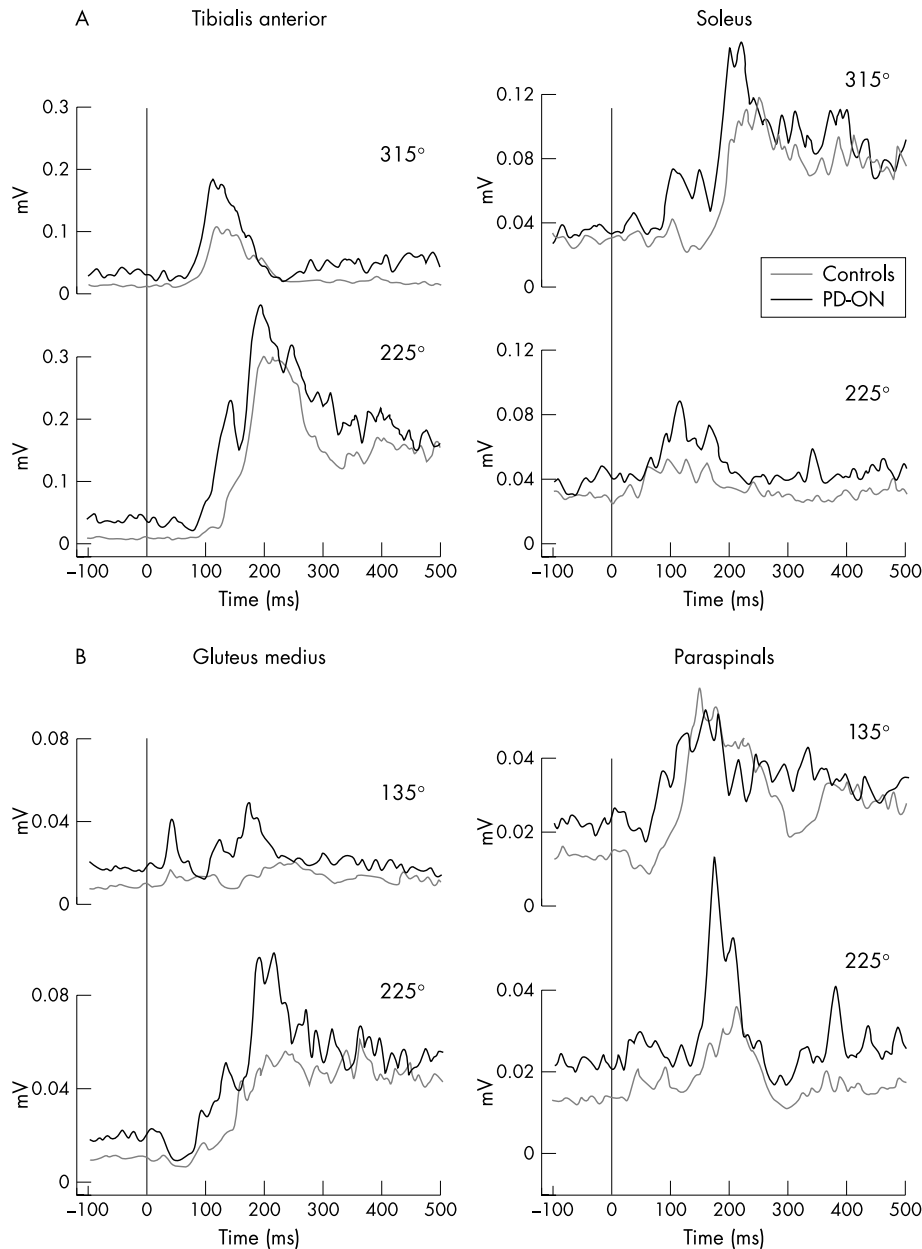 A
Tibialis anterior
0.3
0.2
0.1
0
mV
315°
0.3
0.2
0.1
0
mV
225°
–100 0 100 200 300 400 500
Time (ms)
Soleus
0.12
0.08
0.04
0
mV
315°
Controls
PD-ON
0.12
0.08
0.04
0
mV
225°
–100 0 100 200 300 400 500
Time (ms)
B
Gluteus medius
0.08
0.04
0
mV
135°
0.08
0.04
0
mV
225°
–100 0 100 200 300 400 500
Time (ms)
Paraspinals
0.04
0.02
0
mV
135°
0.04
0.02
0
mV
225°
–100 0 100 200 300 400 500
Time (ms)